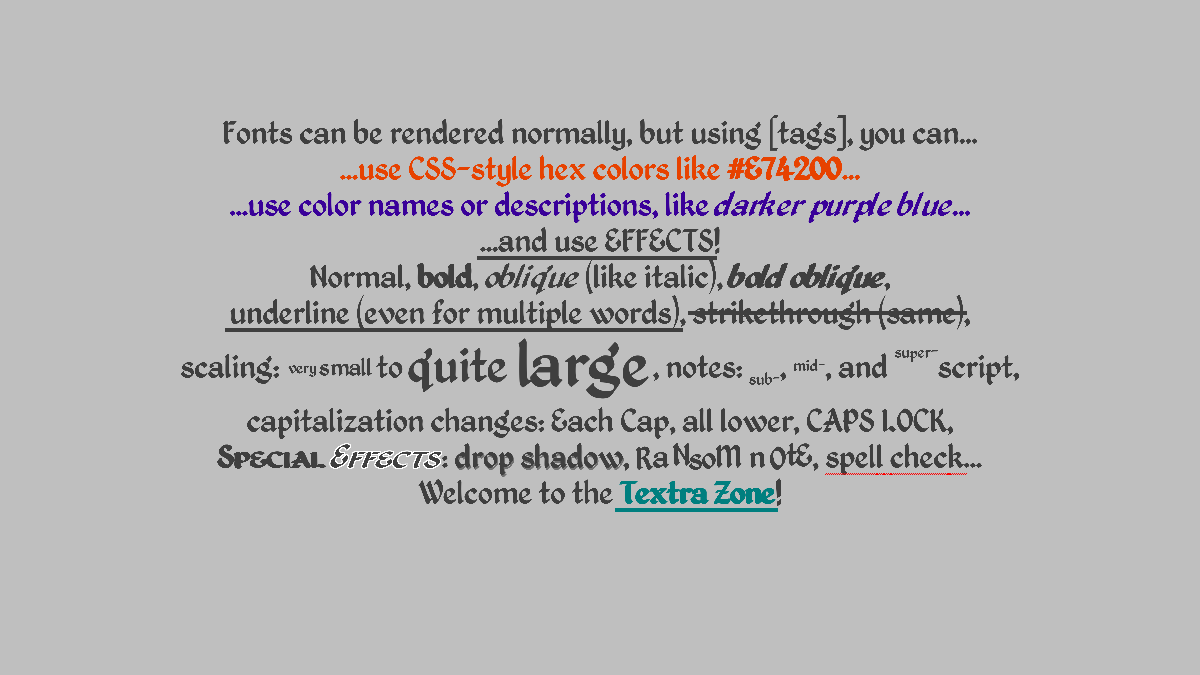 Fonts can be rendered normally, but using [tags], you can...
...use CSS-style hex colors like #E74200...
...use color names or descriptions, like darker purple blue...
...and use EFFECTS!
Normal, bold, oblique (like italic), bold oblique,
underline (even for multiple words), strikethrough (same),
scaling: very small to quite large, notes: sub-, mid-, and super- script,
capitalization changes: Each Cap, all lower, CAPS LOCK,
Special Effects: drop shadow, RaNsoM nOtE, spell check...
Welcome to the Textra Zone!